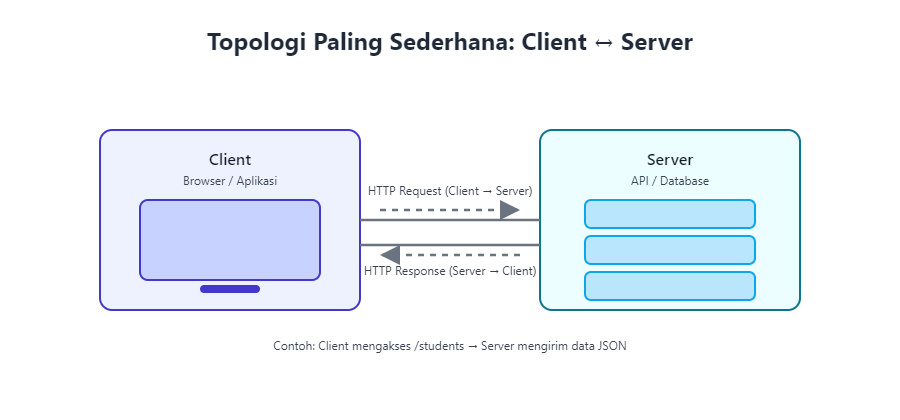 Topologi Paling Sederhana: Client ↔ Server
Client
Browser / Aplikasi
HTTP Request (Client → Server)
HTTP Response (Server → Client)
Server
API / Database
Contoh: Client mengakses /students → Server mengirim data JSON